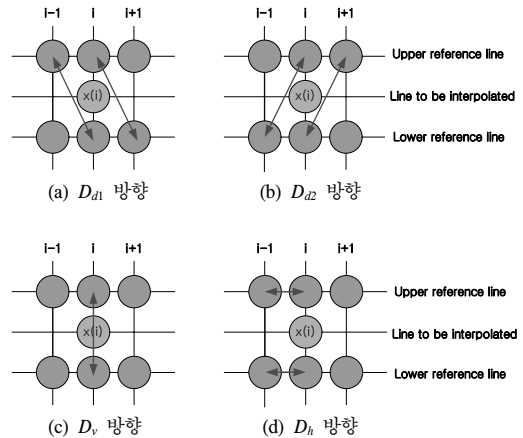 i-1 i i+1 i-1 i i+1
Upper reference line
x(i) x(i) Line to be interpolated
Lower reference line
(a) Dd1 방향 (b) Dd2 방향
i-1 i i+1 i-1 i i+1
Upper reference line
x(i) x(i) Line to be interpolated
Lower reference line
(c) Dv 방향 (d) Dh 방향